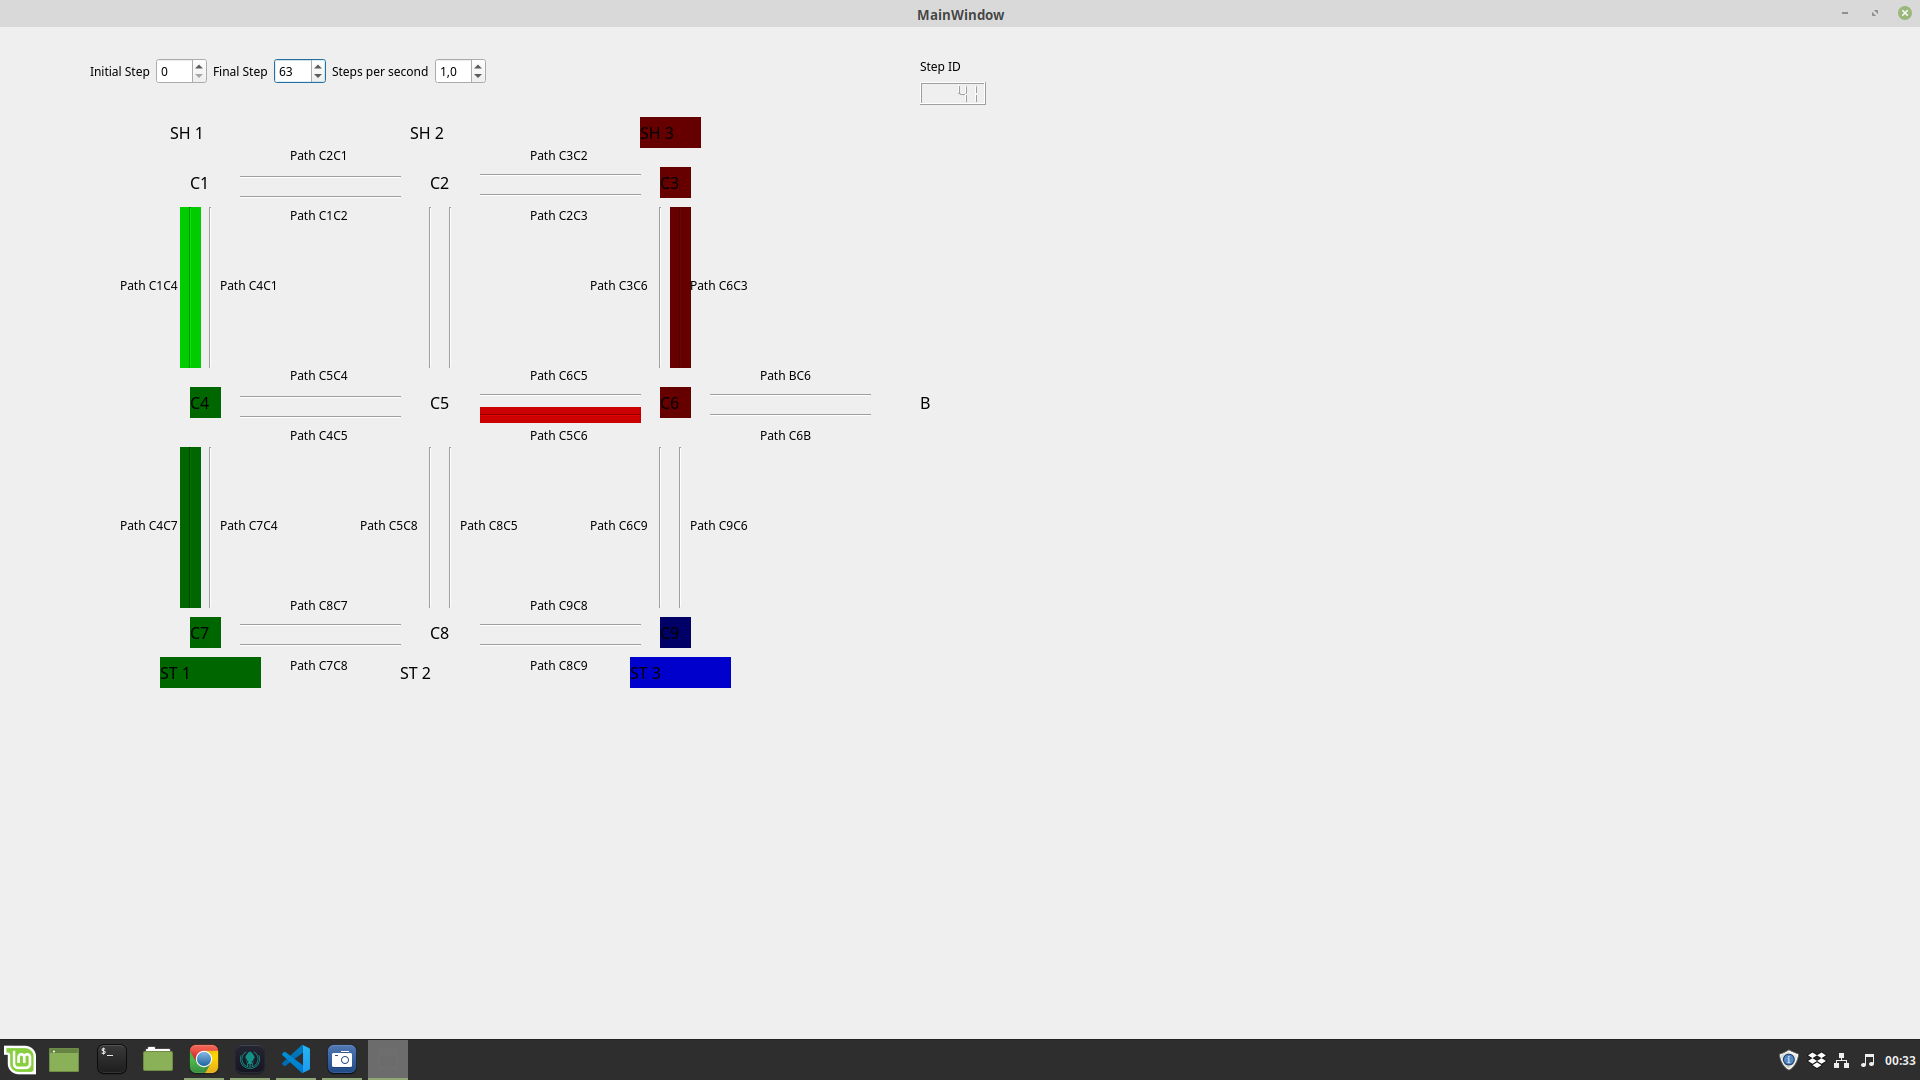 MainWindow
Initial Step 0 Final Step 63 Steps per second 1,0
Step ID
41
SH 1 SH 2 SH 3
Path C2C1 Path C3C2
C1 C2 C3
Path C1C2 Path C2C3
Path C1C4 Path C4C1 Path C3C6 Path C6C3
Path C5C4 Path C6C5 Path BC6
C4 C5 C6 B
Path C4C5 Path C5C6 Path C6B
Path C4C7 Path C7C4 Path C5C8 Path C8C5 Path C6C9 Path C9C6
Path C8C7 Path C9C8
C7 C8 C9
Path C7C8 Path C8C9
ST 1 ST 2 ST 3
00:33